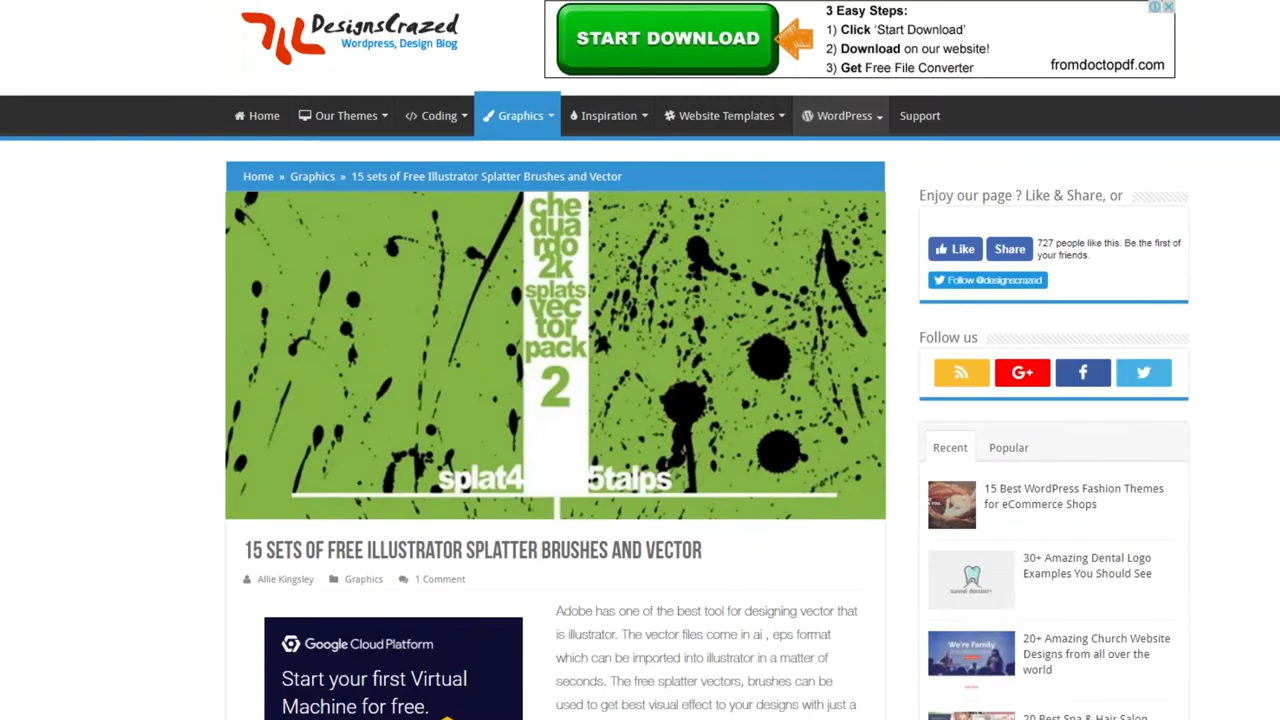 DesignsCrazed
Wordpress, Design Blog
START DOWNLOAD
3 Easy Steps:
1) Click 'Start Download'
2) Download on our website!
3) Get Free File Converter
fromdoctopdf.com
Home
Our Themes
Coding
Graphics
Inspiration
Website Templates
WordPress
Support
Home » Graphics » 15 sets of Free Illustrator Splatter Brushes and Vector
che
dua
rdo
2k
splats
vec
tor
pack
2
splat4
5talps
Enjoy our page ? Like & Share, or
Like
Share
727 people like this. Be the first of
your friends.
Follow @designscrazed
Follow us
G+
Recent
Popular
15 Best WordPress Fashion Themes
for eCommerce Shops
30+ Amazing Dental Logo
Examples You Should See
20+ Amazing Church Website
Designs from all over the
world
20 Best Spa & Hair Salon
15 SETS OF FREE ILLUSTRATOR SPLATTER BRUSHES AND VECTOR
Allie Kingsley
Graphics
1 Comment
Google Cloud Platform
Start your first Virtual
Machine for free.
Adobe has one of the best tool for designing vector that
is illustrator. The vector files come in ai , eps format
which can be imported into illustrator in a matter of
seconds. The free splatter vectors, brushes can be
used to get best visual effect to your designs with just a